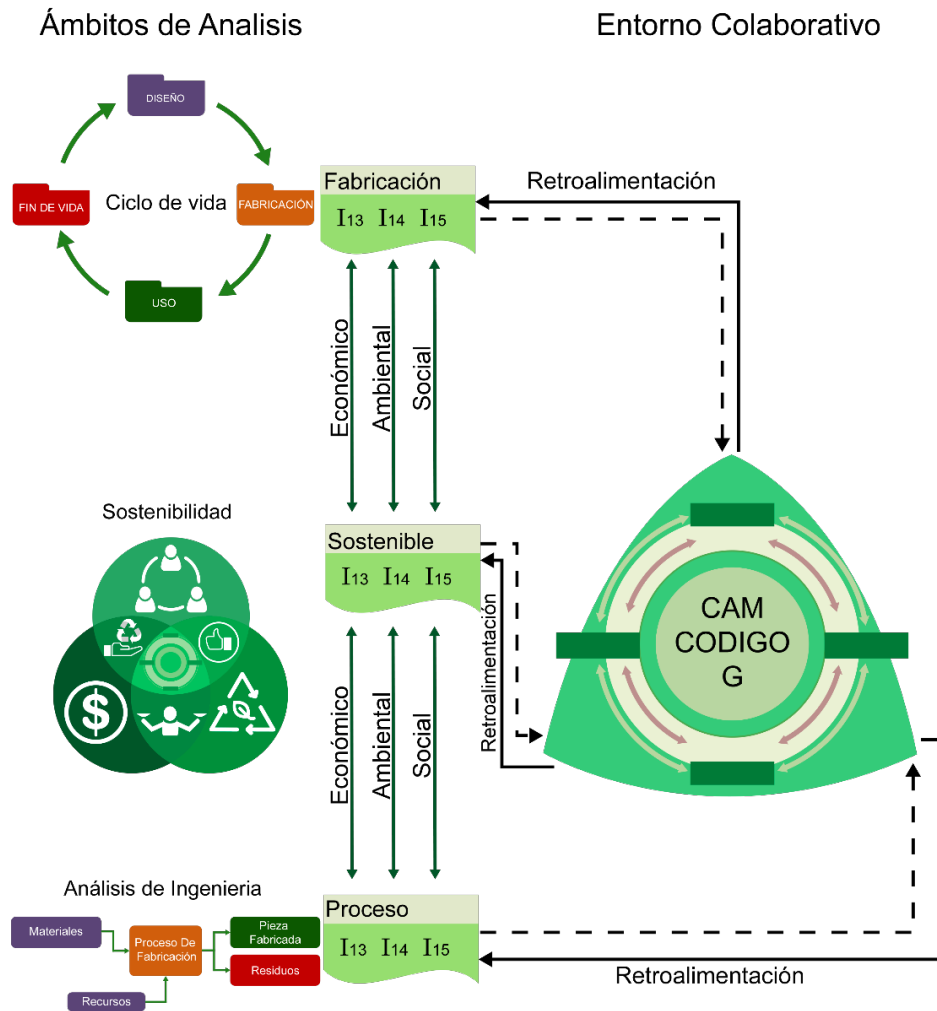 Ámbitos de Analisis
Entorno Colaborativo
DISEÑO
FIN DE VIDA
Ciclo de vida
FABRICACIÓN
USO
Fabricación
I13 I14 I15
Retroalimentación
Económico
Ambiental
Social
Sostenibilidad
$
Sostenible
I13 I14 I15
Retroalimentación
CAM
CODIGO
G
Económico
Ambiental
Social
Análisis de Ingenieria
Materiales
Proceso De
Fabricación
Pieza
Fabricada
Residuos
Recursos
Proceso
I13 I14 I15
Retroalimentación